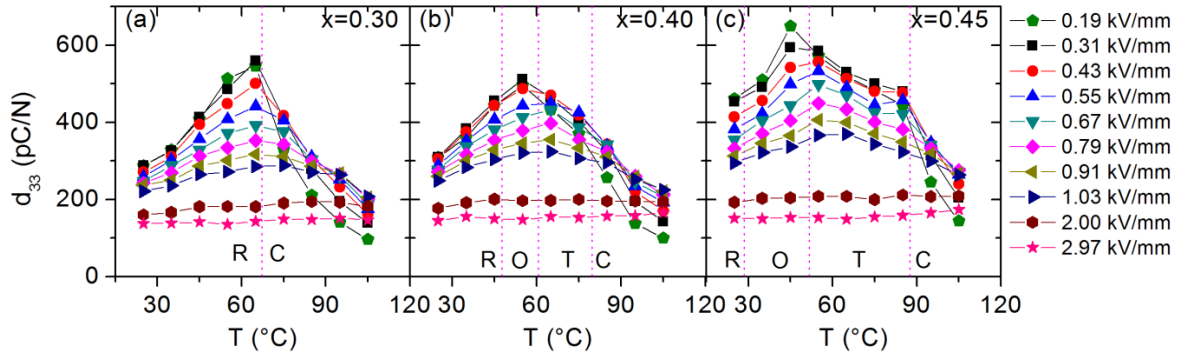 (a) x=0.30
(b) x=0.40
(c) x=0.45
600
400
200
0
d33 (pC/N)
R C
R O T C
R O T C
30 60 90 120
30 60 90 120
30 60 90 120
T (°C)
T (°C)
T (°C)
0.19 kV/mm
0.31 kV/mm
0.43 kV/mm
0.55 kV/mm
0.67 kV/mm
0.79 kV/mm
0.91 kV/mm
1.03 kV/mm
2.00 kV/mm
2.97 kV/mm